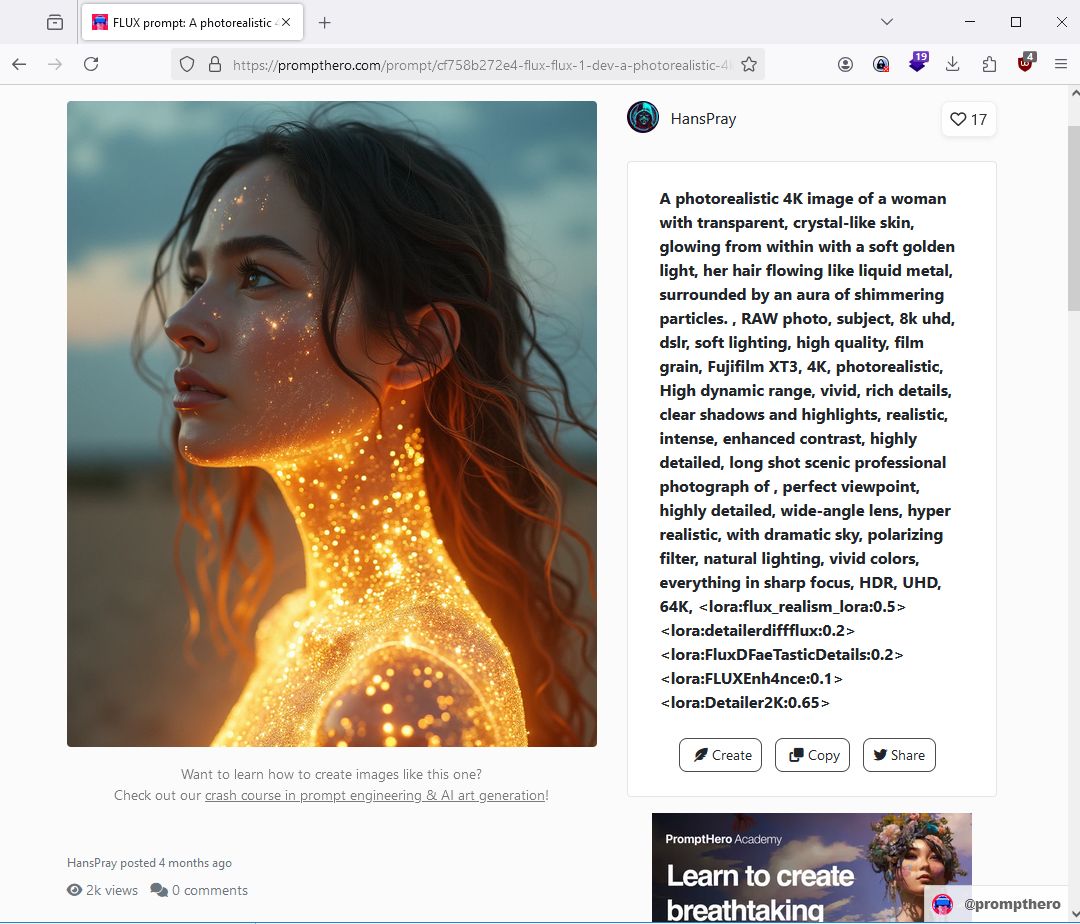 FLUX prompt: A photorealistic 4
https://prompthero.com/prompt/cf758b272e4-flux-flux-1-dev-a-photorealistic-4k
19
4
HansPray
17
A photorealistic 4K image of a woman
with transparent, crystal-like skin,
glowing from within with a soft golden
light, her hair flowing like liquid metal,
surrounded by an aura of shimmering
particles. , RAW photo, subject, 8k uhd,
dslr, soft lighting, high quality, film
grain, Fujifilm XT3, 4K, photorealistic,
High dynamic range, vivid, rich details,
clear shadows and highlights, realistic,
intense, enhanced contrast, highly
detailed, long shot scenic professional
photograph of , perfect viewpoint,
highly detailed, wide-angle lens, hyper
realistic, with dramatic sky, polarizing
filter, natural lighting, vivid colors,
everything in sharp focus, HDR, UHD,
64K, <lora:flux_realism_lora:0.5>
<lora:detailerdiffflux:0.2>
<lora:FluxDFaeTasticDetails:0.2>
<lora:FLUXEnh4nce:0.1>
<lora:Detailer2K:0.65>
Create Copy Share
Want to learn how to create images like this one?
Check out our crash course in prompt engineering & AI art generation!
HansPray posted 4 months ago
2k views 0 comments
PromptHero Academy
Learn to create
breathtaking
@prompthero